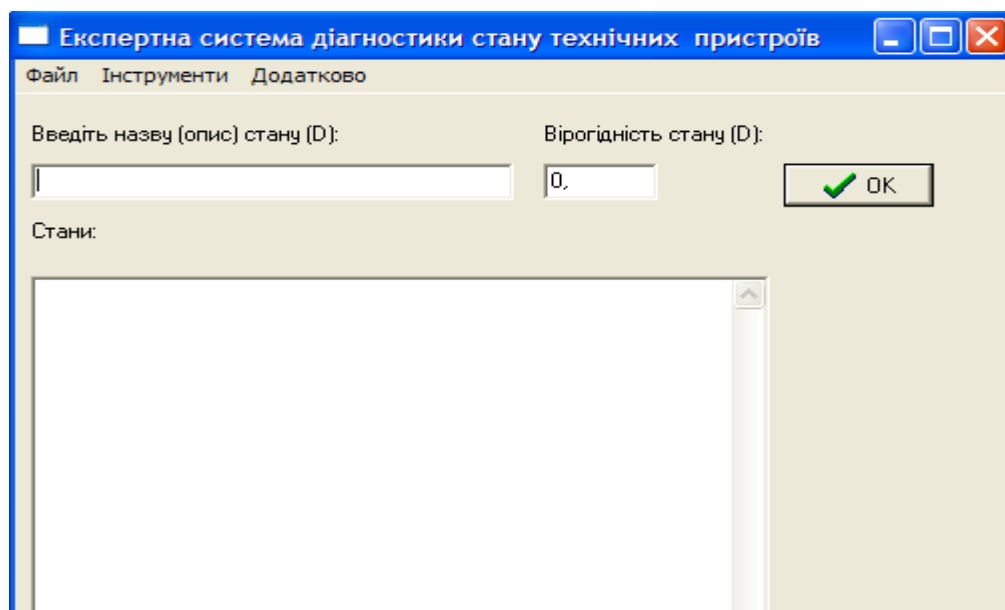 Експертна система діагностики стану технічних пристроїв
Файл Інструменти Додатково
Введіть назву (опис) стану (D): Вірогідність стану (D):
0, OK
Стани: